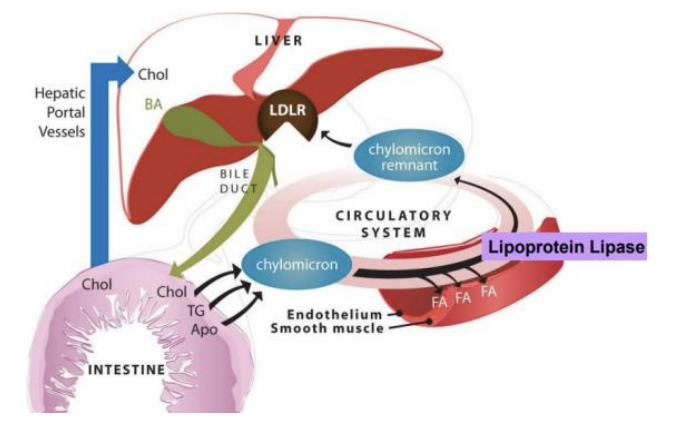 LIVER
Chol
Hepatic
Portal
Vessels
BA
LDLR
chylomicron
remnant
BILE
DUCT
CIRCULATORY
SYSTEM
Lipoprotein Lipase
chylomicron
Chol
Chol
TG
Apo
FA FA FA
Endothelium
Smooth muscle
INTESTINE